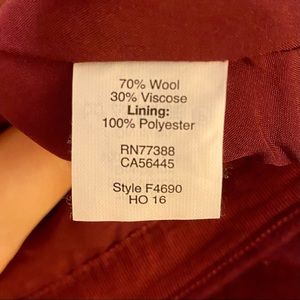 70% Wool
30% Viscose
Lining:
100% Polyester
RN77388
CA56445
Style F4690
HO 16